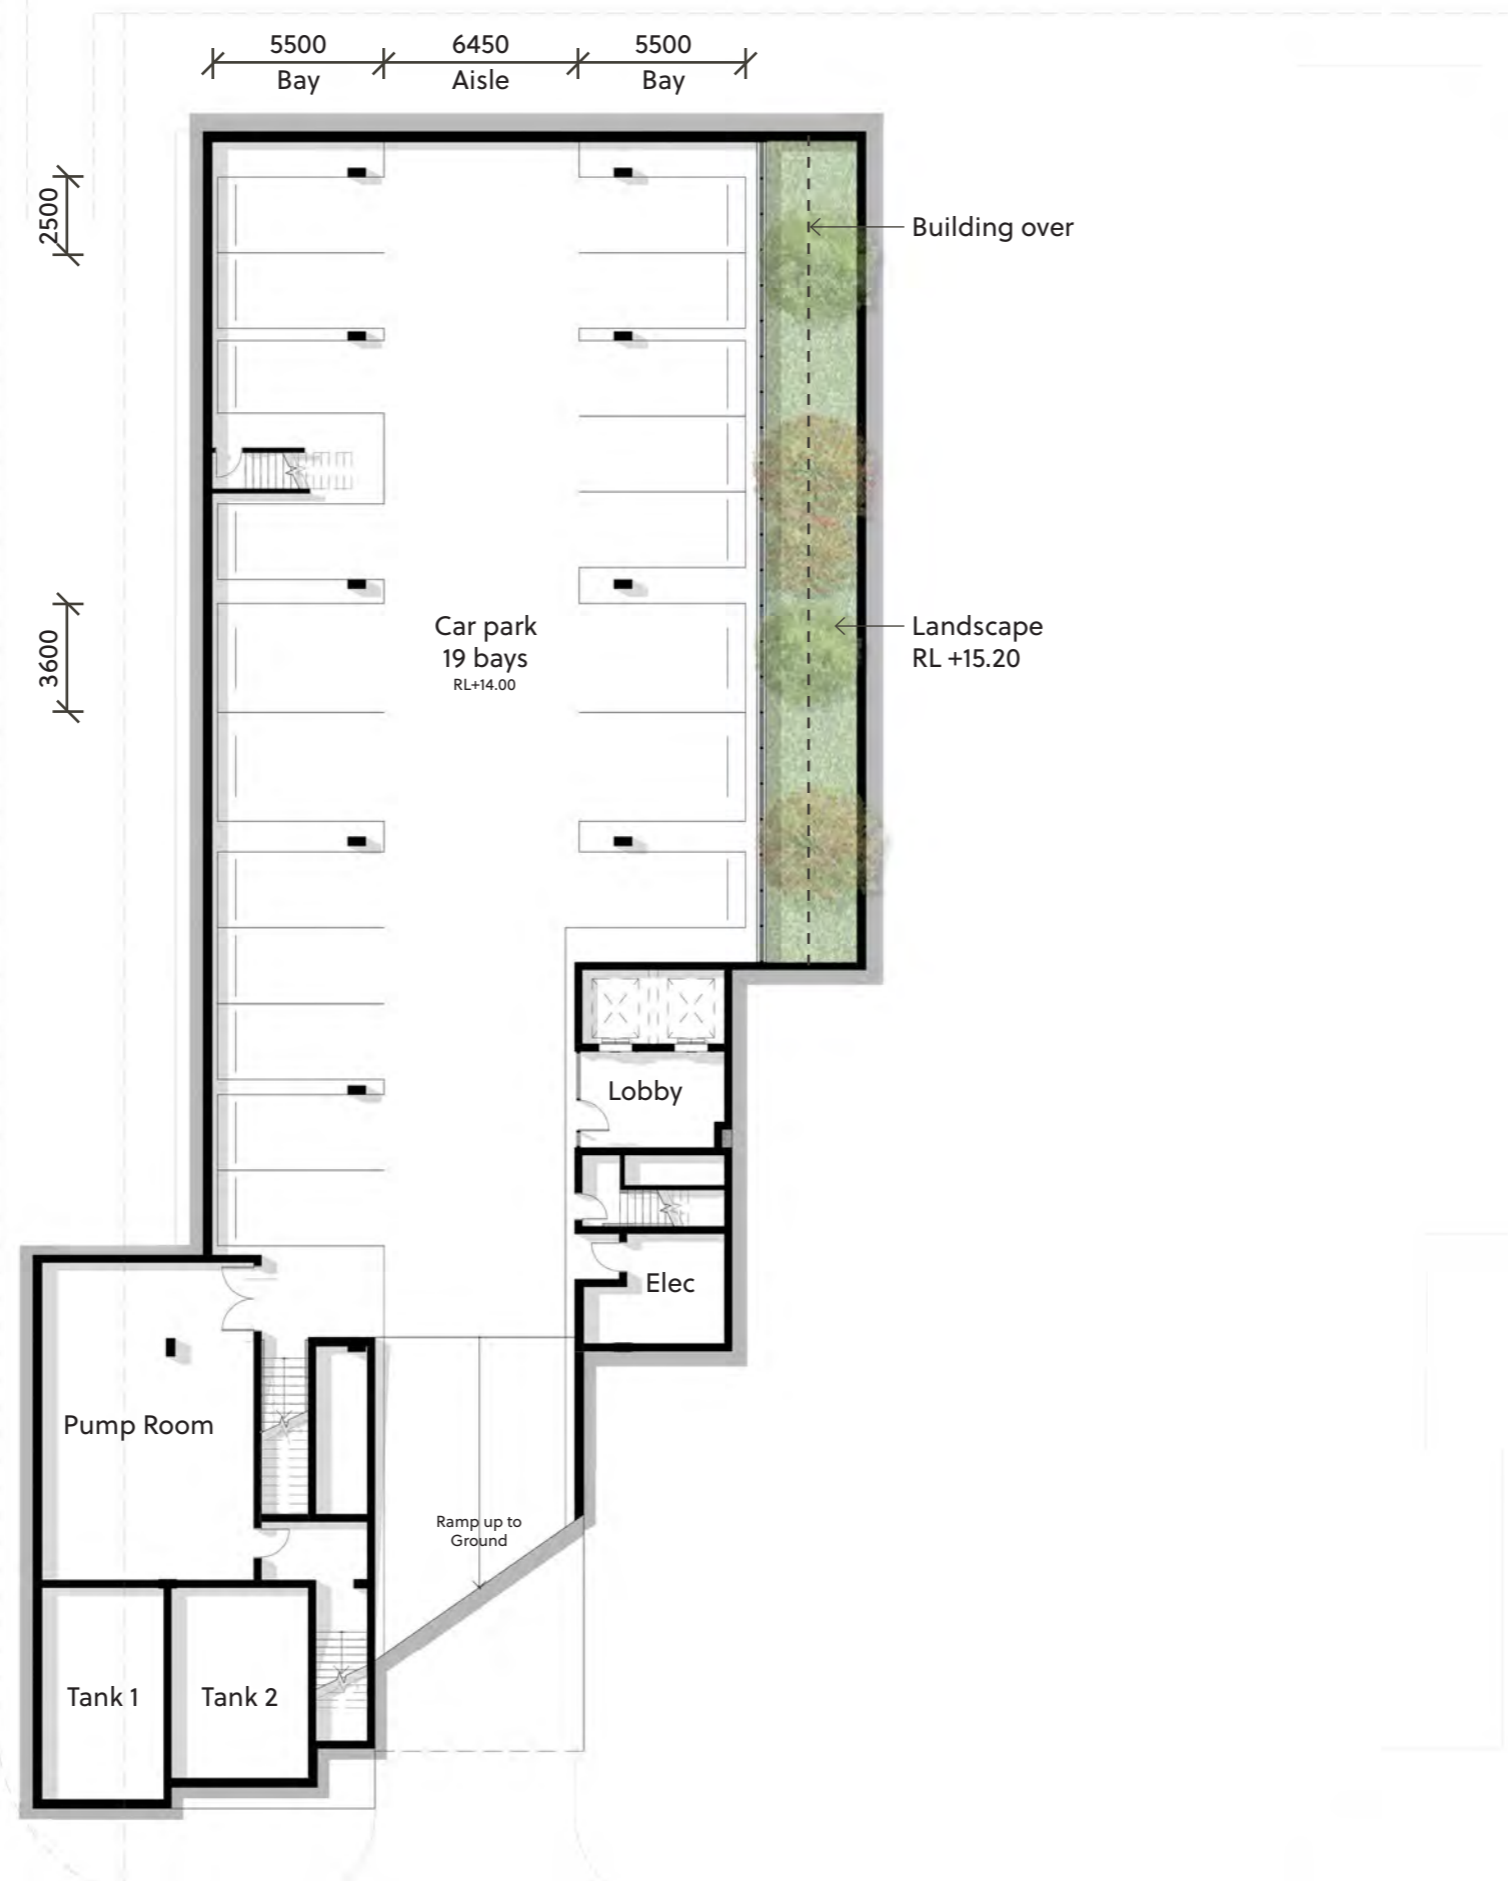 5500
6450
5500
Bay
Aisle
Bay
2500
Building over
3600
Car park
19 bays
RL+14.00
Landscape
RL +15.20
Lobby
Elec
Pump Room
Ramp up to
Ground
Tank 1
Tank 2